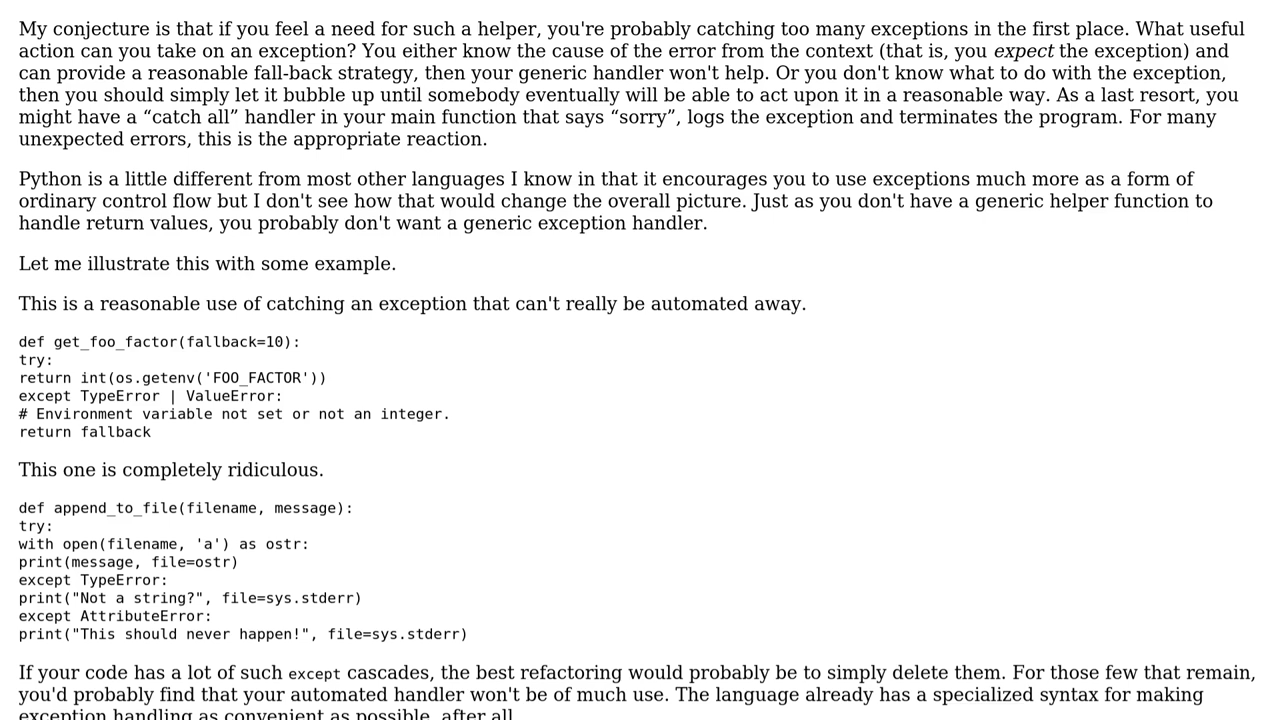 My conjecture is that if you feel a need for such a helper, you're probably catching too many exceptions in the first place. What useful
action can you take on an exception? You either know the cause of the error from the context (that is, you expect the exception) and
can provide a reasonable fall-back strategy, then your generic handler won't help. Or you don't know what to do with the exception,
then you should simply let it bubble up until somebody eventually will be able to act upon it in a reasonable way. As a last resort, you
might have a “catch all” handler in your main function that says “sorry”, logs the exception and terminates the program. For many
unexpected errors, this is the appropriate reaction.
Python is a little different from most other languages I know in that it encourages you to use exceptions much more as a form of
ordinary control flow but I don't see how that would change the overall picture. Just as you don't have a generic helper function to
handle return values, you probably don't want a generic exception handler.
Let me illustrate this with some example.
This is a reasonable use of catching an exception that can't really be automated away.
def get_foo_factor(fallback=10):
try:
return int(os.getenv('FOO_FACTOR'))
except TypeError | ValueError:
# Environment variable not set or not an integer.
return fallback
This one is completely ridiculous.
def append_to_file(filename, message):
try:
with open(filename, 'a') as ostr:
print(message, file=ostr)
except TypeError:
print("Not a string?", file=sys.stderr)
except AttributeError:
print("This should never happen!", file=sys.stderr)
If your code has a lot of such except cascades, the best refactoring would probably be to simply delete them. For those few that remain,
you'd probably find that your automated handler won't be of much use. The language already has a specialized syntax for making
exception handling as convenient as possible, after all.